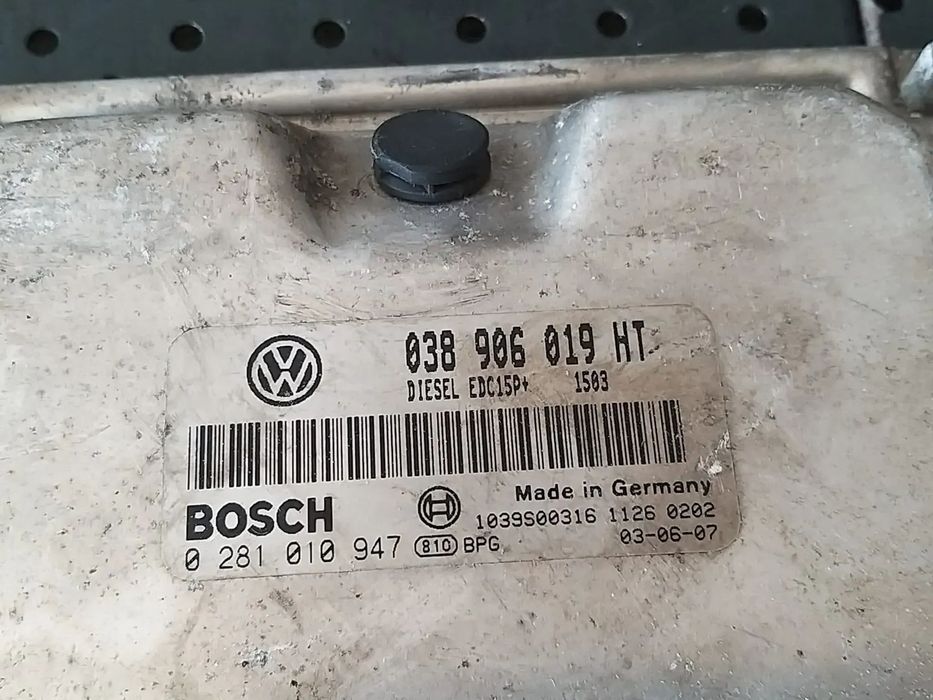 038 906 019 HT
DIESEL EDC15P+ 1503
BOSCH
Made in Germany
1039S00316 1126 0202
0 281 010 947 810 BPG
03-06-07